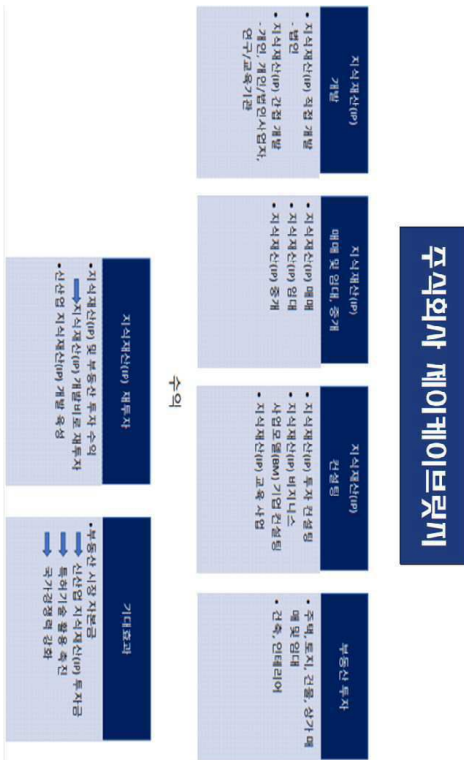 주식회사 제이케이브릿지
지식재산(IP)
개발
• 지식재산(IP) 직접 개발
-법인
• 지식재산(IP) 간접 개발
-개인, 개인/법인사업자,
연구/교육기관
지식재산(IP)
매매 및 임대, 중개
• 지식재산(IP) 매매
• 지식재산(IP) 임대
• 지식재산(IP) 중개
지식재산(IP)
컨설팅
• 지식재산(IP) 투자 컨설팅
• 지식재산(IP) 비지니스
사업모델(BM) 기업 컨설팅
• 지식재산(IP) 교육 사업
부동산 투자
• 주택, 토지, 건물, 상가 매
매 및 임대
• 건축, 인테리어
수익
지식재산(IP) 재투자
• 지식재산(IP) 및 부동산 투자 수익
지식재산(IP) 개발비로 재투자
• 신산업 지식재산(IP) 개발 육성
기대효과
•부동산 시장 자본금
신산업 지식재산(IP) 투자금
특허기술 활용 촉진
국가경쟁력 강화